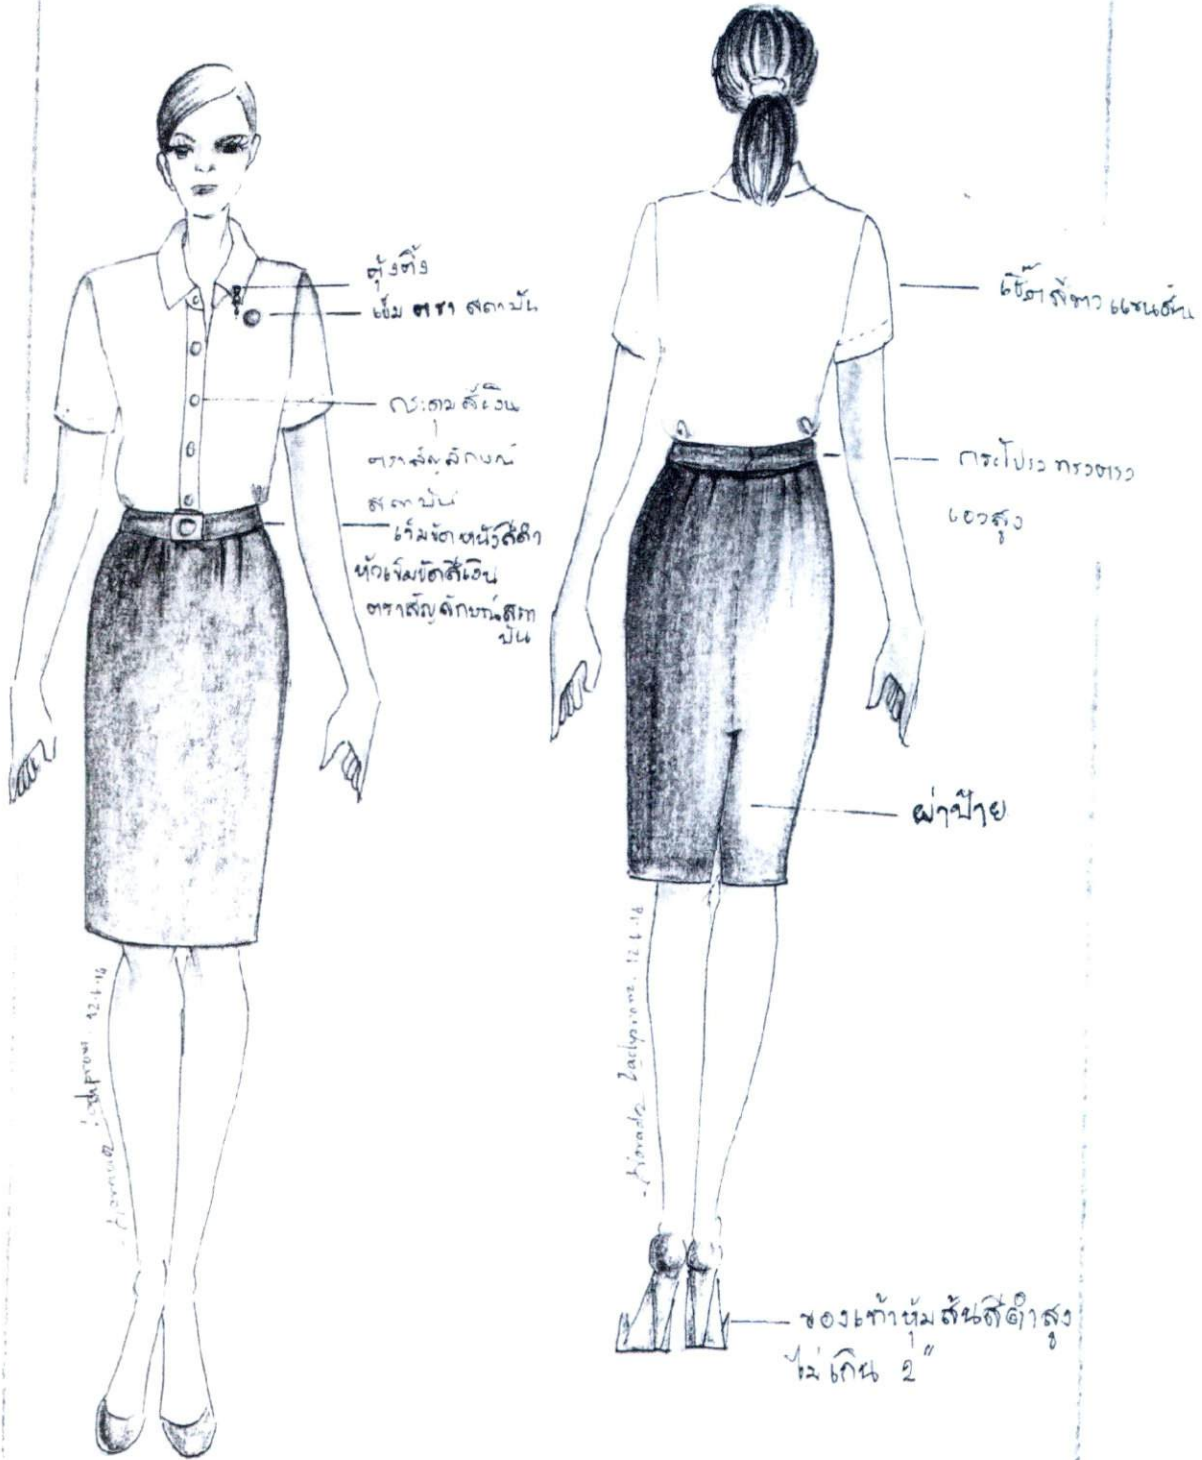 ตุ้งติ้ง
เข็ม ตรา สถาบัน
กระดุมสีเงิน
ตราสัญลักษณ์
สถาบัน
เข็มขัดหนังสีดำ
หัวเข็มขัดสีเงิน
ตราสัญลักษณ์สถา
บัน
เชิ้ตสีขาวแขนสั้น
กระโปรง ทรงตรง
เอวสูง
ผ่าป้าย
รองเท้าหุ้มส้นสีดำสูง
ไม่เกิน 2"
12.6.16
12.6.16